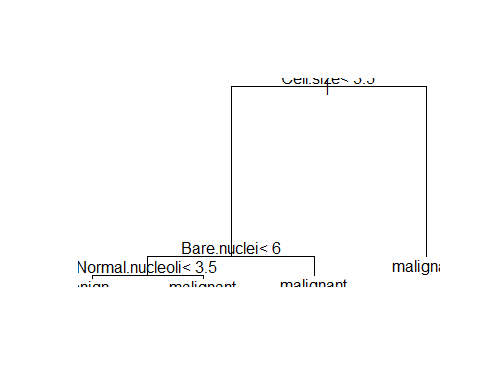 Cell.size< 3.5
Bare.nuclei< 6
Normal.nucleoli< 3.5
malignant
malignant